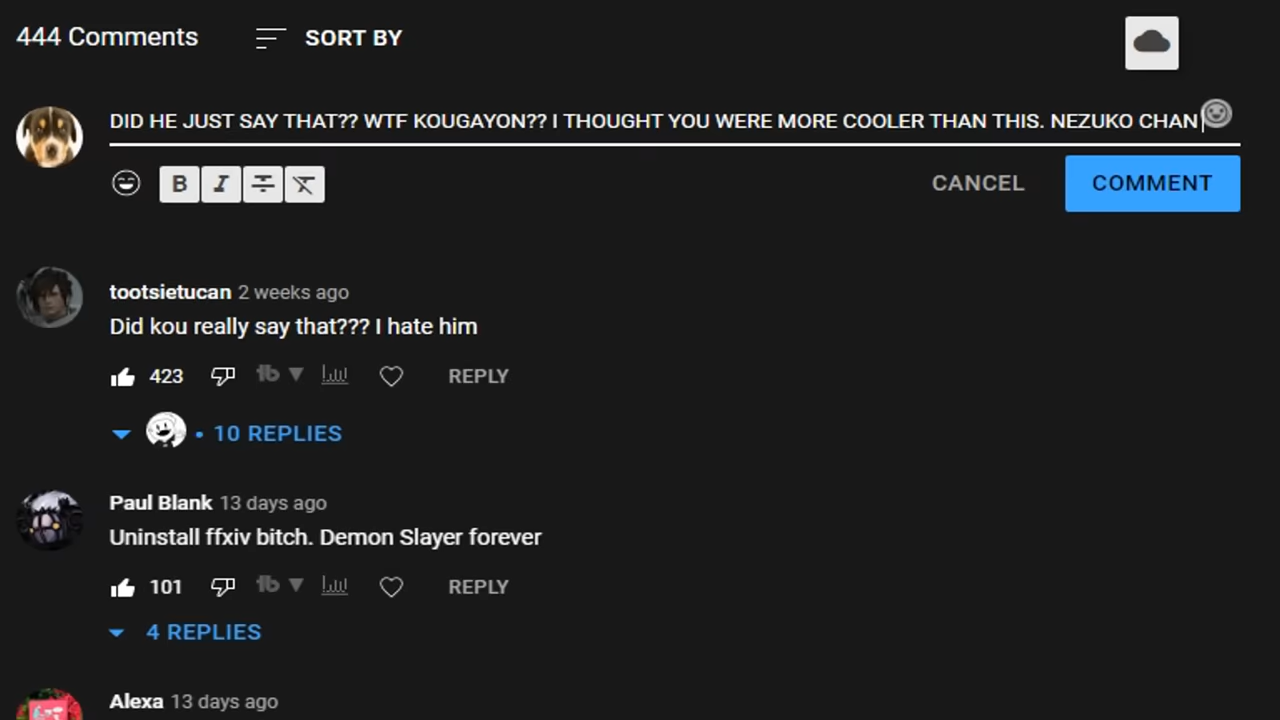 444 Comments
SORT BY
DID HE JUST SAY THAT?? WTF KOUGAYON?? I THOUGHT YOU WERE MORE COOLER THAN THIS. NEZUKO CHAN
B I
CANCEL
COMMENT
tootsietucan 2 weeks ago
Did kou really say that??? I hate him
423
REPLY
• 10 REPLIES
Paul Blank 13 days ago
Uninstall ffxiv bitch. Demon Slayer forever
101
REPLY
4 REPLIES
Alexa 13 days ago